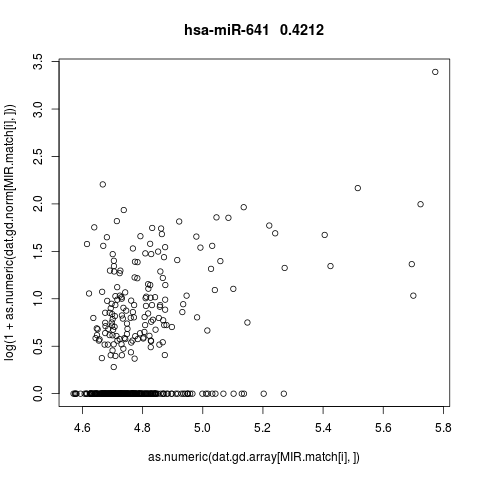 hsa-miR-641 0.4212
log(1 + as.numeric(dat.gd.norm[MIR.match[i], ]))
3.5
3.0
2.5
2.0
1.5
1.0
0.5
0.0
4.6 4.8 5.0 5.2 5.4 5.6 5.8
as.numeric(dat.gd.array[MIR.match[i], ])